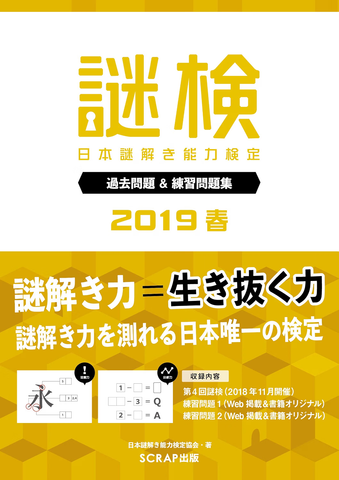 謎検
日本謎解き能力検定
過去問題 & 練習問題集
2019 春
謎解き力=生き抜く力
謎解き力を測れる日本唯一の検定
永
1 - = 
1 - 3 = Q
2 - = A
収録内容
第4回謎検(2018年11月開催)
練習問題1(Web掲載&書籍オリジナル)
練習問題2(Web掲載&書籍オリジナル)
日本謎解き能力検定協会・著
SCRAP出版